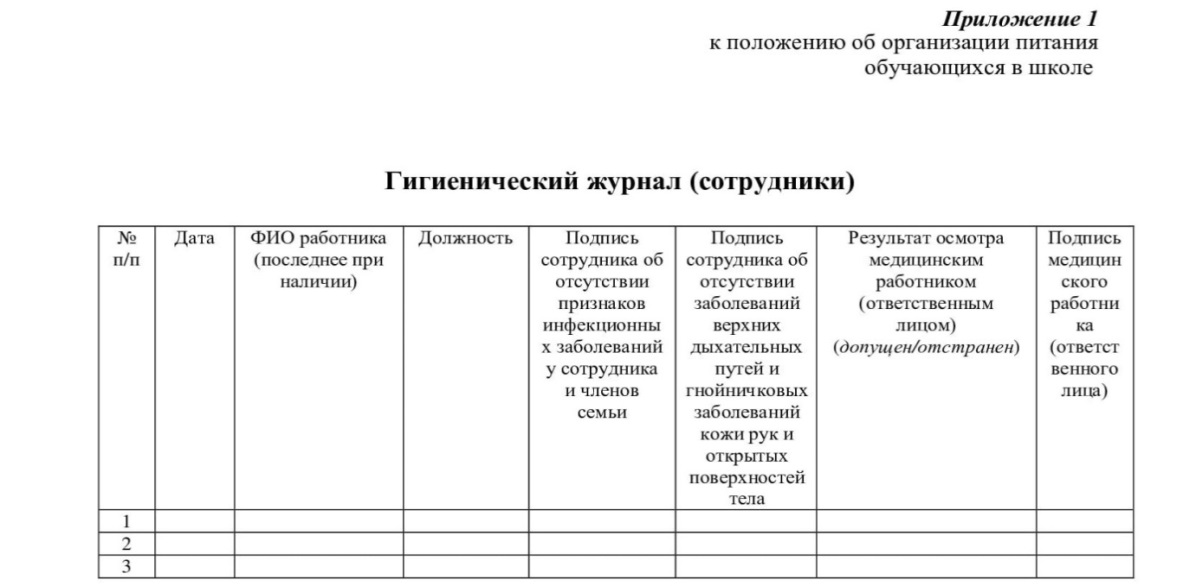 Приложение 1
к положению об организации питания
обучающихся в школе
Гигиенический журнал (сотрудники)
№
п/п
Дата
ФИО работника
(последнее при
наличии)
Должность
Подпись
сотрудника об
отсутствии
признаков
инфекционны
х заболеваний
у сотрудника
и членов
семьи
Подпись
сотрудника об
отсутствии
заболеваний
верхних
дыхательных
путей и
гнойничковых
заболеваний
кожи рук и
открытых
поверхностей
тела
Результат осмотра
медицинским
работником
(ответственным
лицом)
(допущен/отстранен)
Подпись
медицин
ского
работни
ка
(ответст
венного
лица)
1
2
3